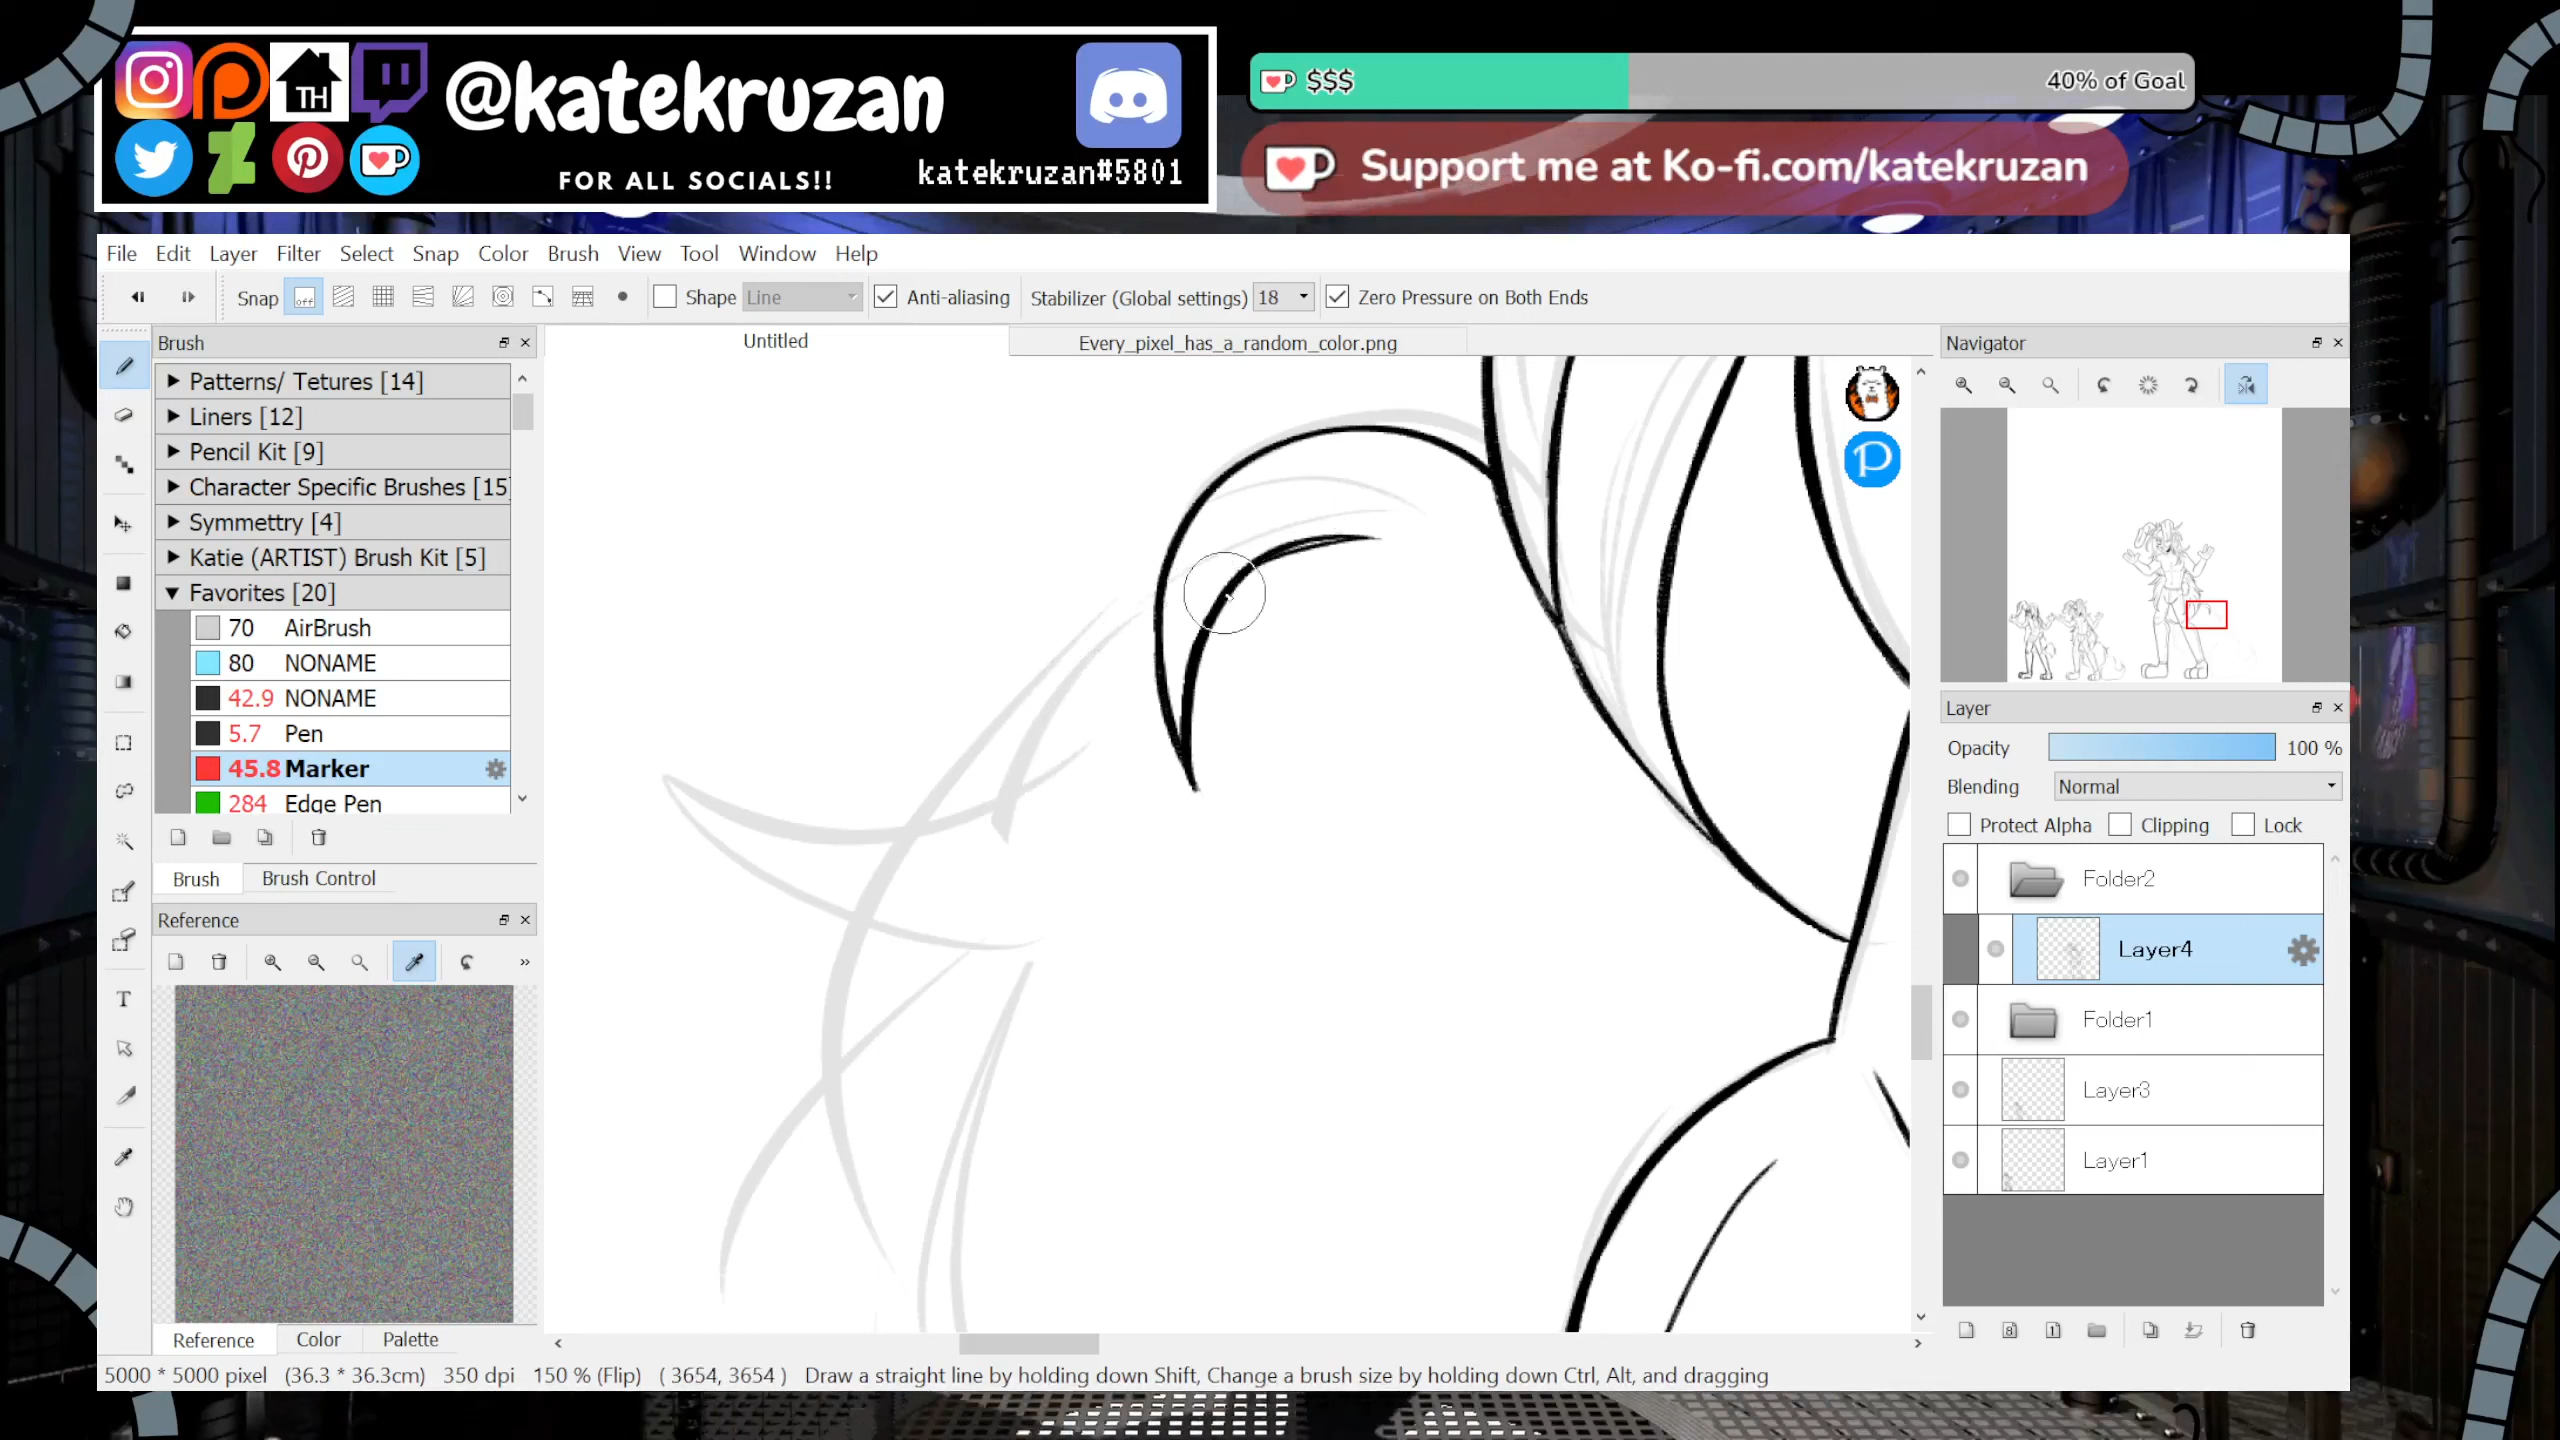 TH
@katekruzan
FOR ALL SOCIALS!!
katekruzan#5801
$$$
40% of Goal
Support me at Ko-fi.com/katekruzan
File Edit Layer Filter Select Snap Color Brush View Tool Window Help
Snap off Shape Line Anti-aliasing Stabilizer (Global settings) 18 Zero Pressure on Both Ends
Brush
Untitled
Every_pixel_has_a_random_color.png
Navigator
Patterns/ Tetures [14]
Liners [12]
Pencil Kit [9]
Character Specific Brushes [15]
Symmettry [4]
Katie (ARTIST) Brush Kit [5]
Favorites [20]
70 AirBrush
80 NONAME
42.9 NONAME
5.7 Pen
45.8 Marker
284 Edge Pen
Brush Brush Control
Reference
T
Reference Color Palette
P
Layer
Opacity 100 %
Blending Normal
Protect Alpha Clipping Lock
Folder2
Layer4
Folder1
Layer3
Layer1
8 1
5000 * 5000 pixel (36.3 * 36.3cm) 350 dpi 150 % (Flip) ( 3654, 3654 ) Draw a straight line by holding down Shift, Change a brush size by holding down Ctrl, Alt, and dragging